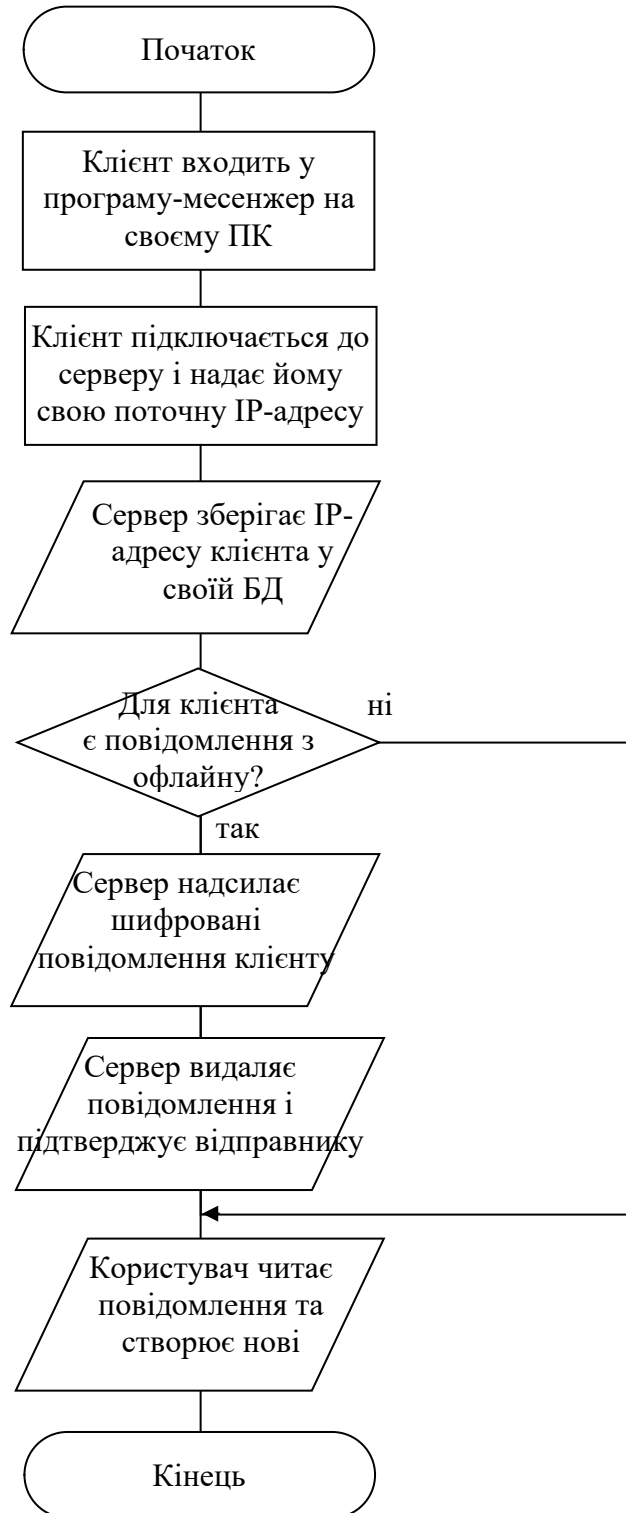 Початок
Клієнт входить у
програму-месенжер на
своєму ПК
Клієнт підключається до
серверу і надає йому
свою поточну IP-адресу
Сервер зберігає IP-
адресу клієнта у
своїй БД
Для клієнта
є повідомлення з
офлайну?
ні
так
Сервер надсилає
шифровані
повідомлення клієнту
Сервер видаляє
повідомлення і
підтверджує відправнику
Користувач читає
повідомлення та
створює нові
Кінець